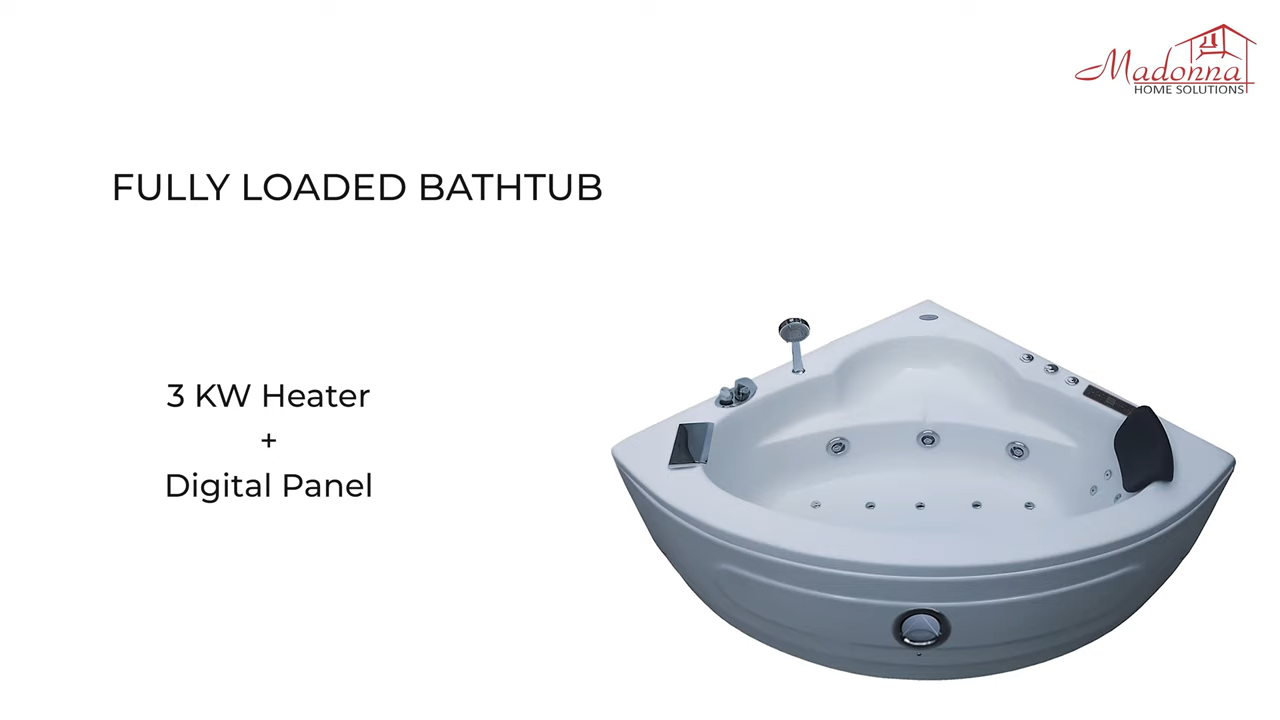 Madonna
HOME SOLUTIONS
FULLY LOADED BATHTUB
3 KW Heater
+
Digital Panel